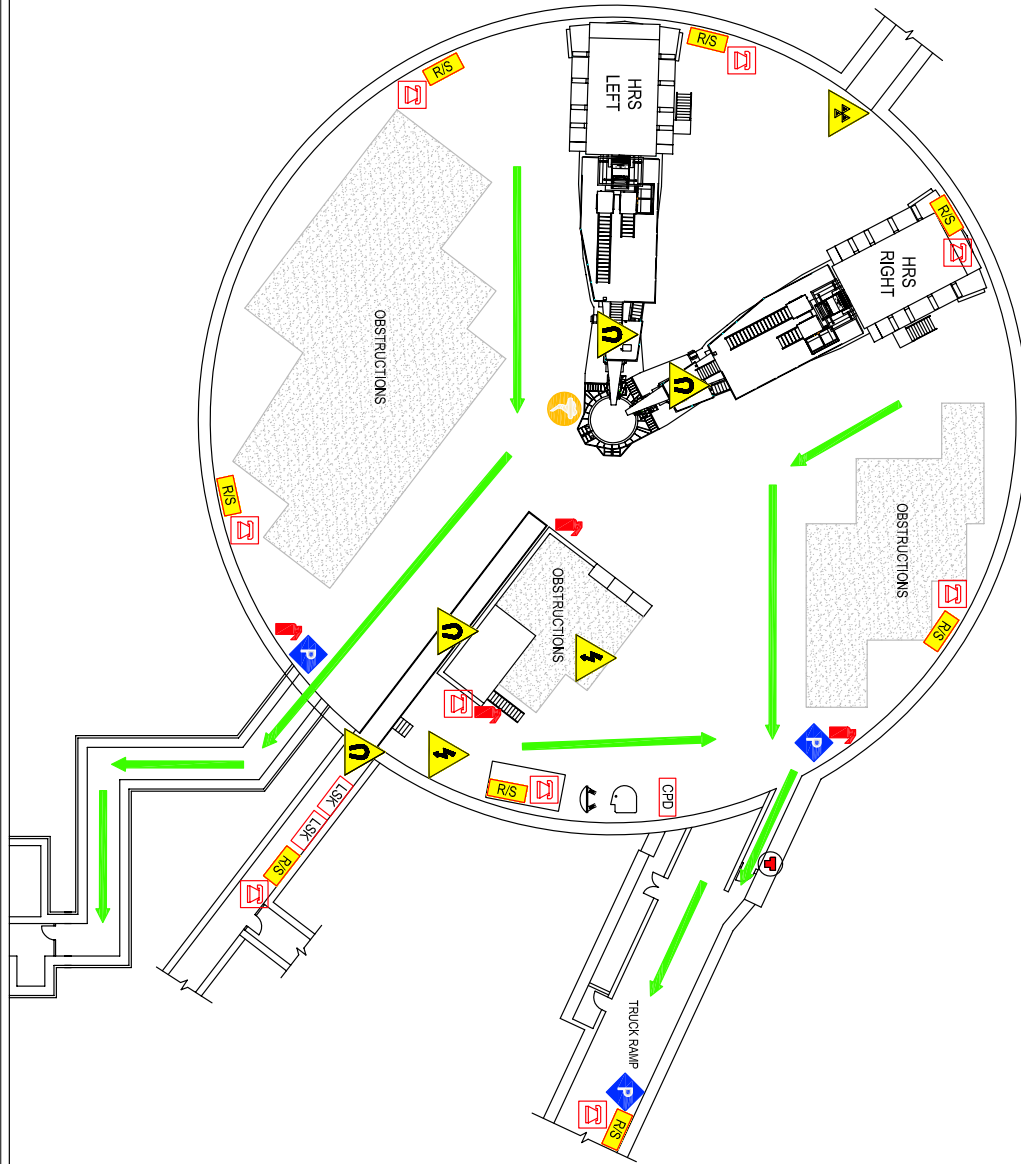 R/S
R/S
HRS
LEFT
R/S
HRS
RIGHT
OBSTRUCTIONS
R/S
OBSTRUCTIONS
OBSTRUCTIONS
R/S
P
P
R/S
CPD
LSK
LSK
R/S
TRUCK RAMP
P
R/S